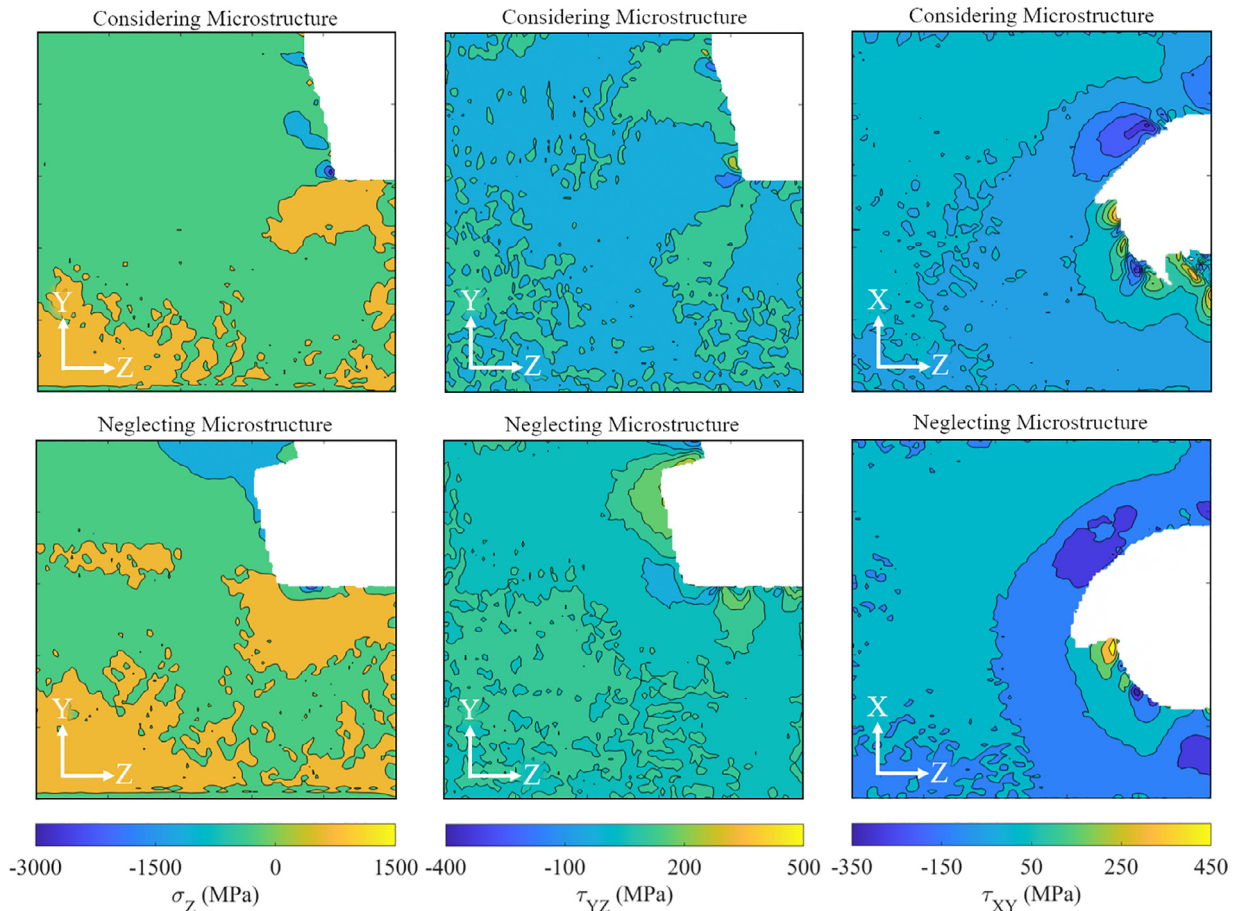 Considering Microstructure
Considering Microstructure
Considering Microstructure
Y
Z
Y
Z
X
Z
Neglecting Microstructure
Neglecting Microstructure
Neglecting Microstructure
Y
Z
Y
Z
X
Z
-3000 -1500 0 1500
-400 -100 200 500
-350 -150 50 250 450
σZ (MPa)
τYZ (MPa)
τXY (MPa)